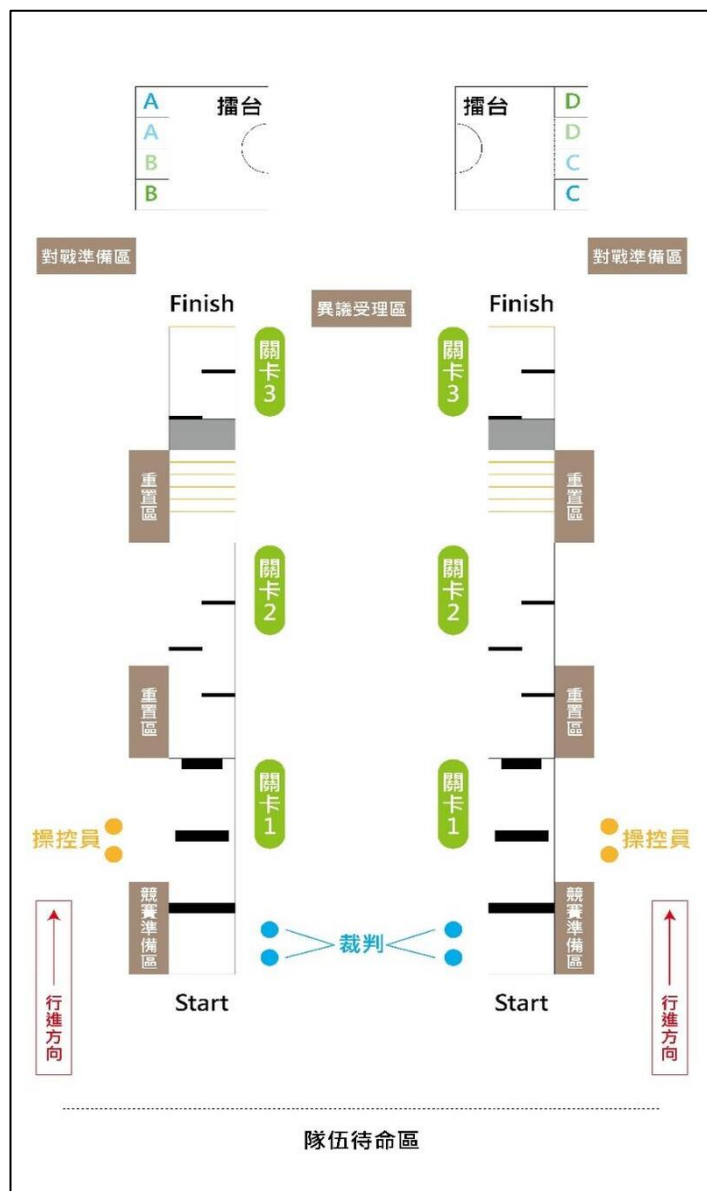 A
擂台
擂台
D
A
D
B
C
B
C
對戰準備區
對戰準備區
Finish
異議受理區
Finish
關卡3
關卡3
重置區
重置區
關卡2
關卡2
重置區
重置區
關卡1
關卡1
操控員
操控員
競賽準備區
競賽準備區
裁判
行進方向
行進方向
Start
Start
隊伍待命區